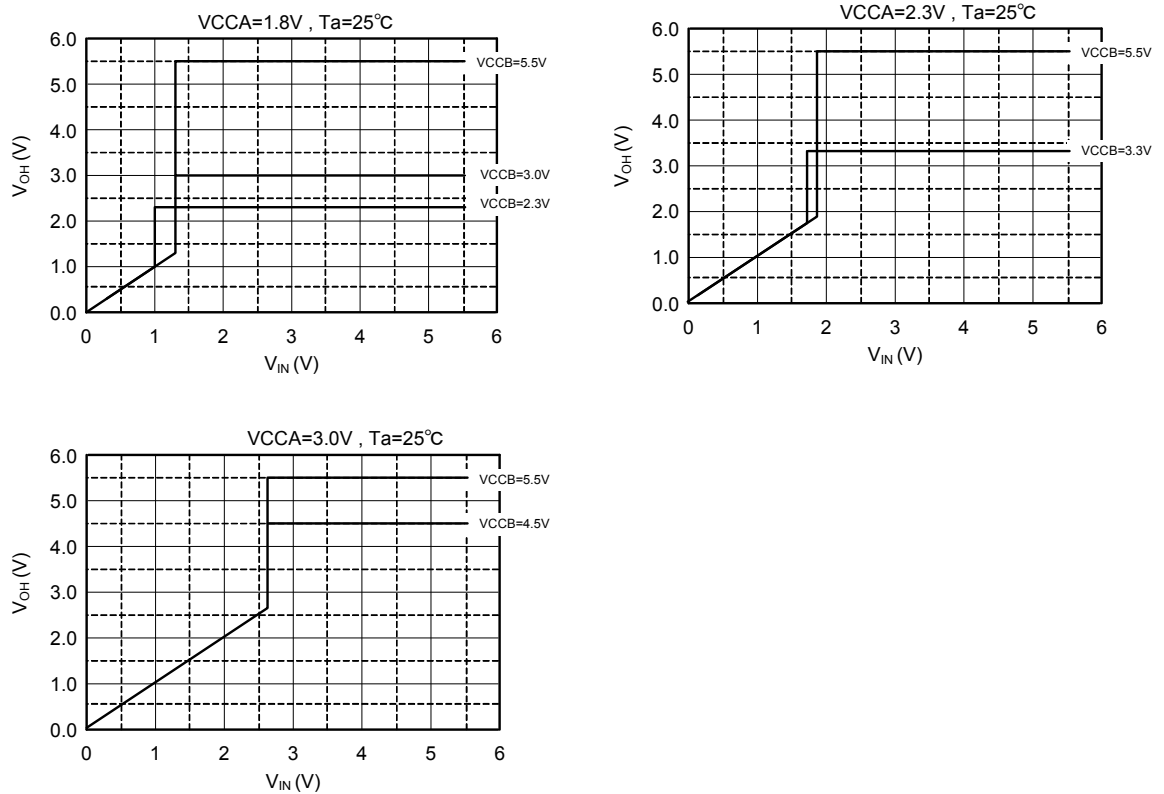 VCCA=1.8V , Ta=25℃
6.0
5.0
4.0
3.0
2.0
1.0
0.0
VOH (V)
VCCB=5.5V
VCCB=3.0V
VCCB=2.3V
0 1 2 3 4 5 6
VIN (V)
VCCA=2.3V , Ta=25℃
6.0
5.0
4.0
3.0
2.0
1.0
0.0
VOH (V)
VCCB=5.5V
VCCB=3.3V
0 1 2 3 4 5 6
VIN (V)
VCCA=3.0V , Ta=25℃
6.0
5.0
4.0
3.0
2.0
1.0
0.0
VOH (V)
VCCB=5.5V
VCCB=4.5V
0 1 2 3 4 5 6
VIN (V)